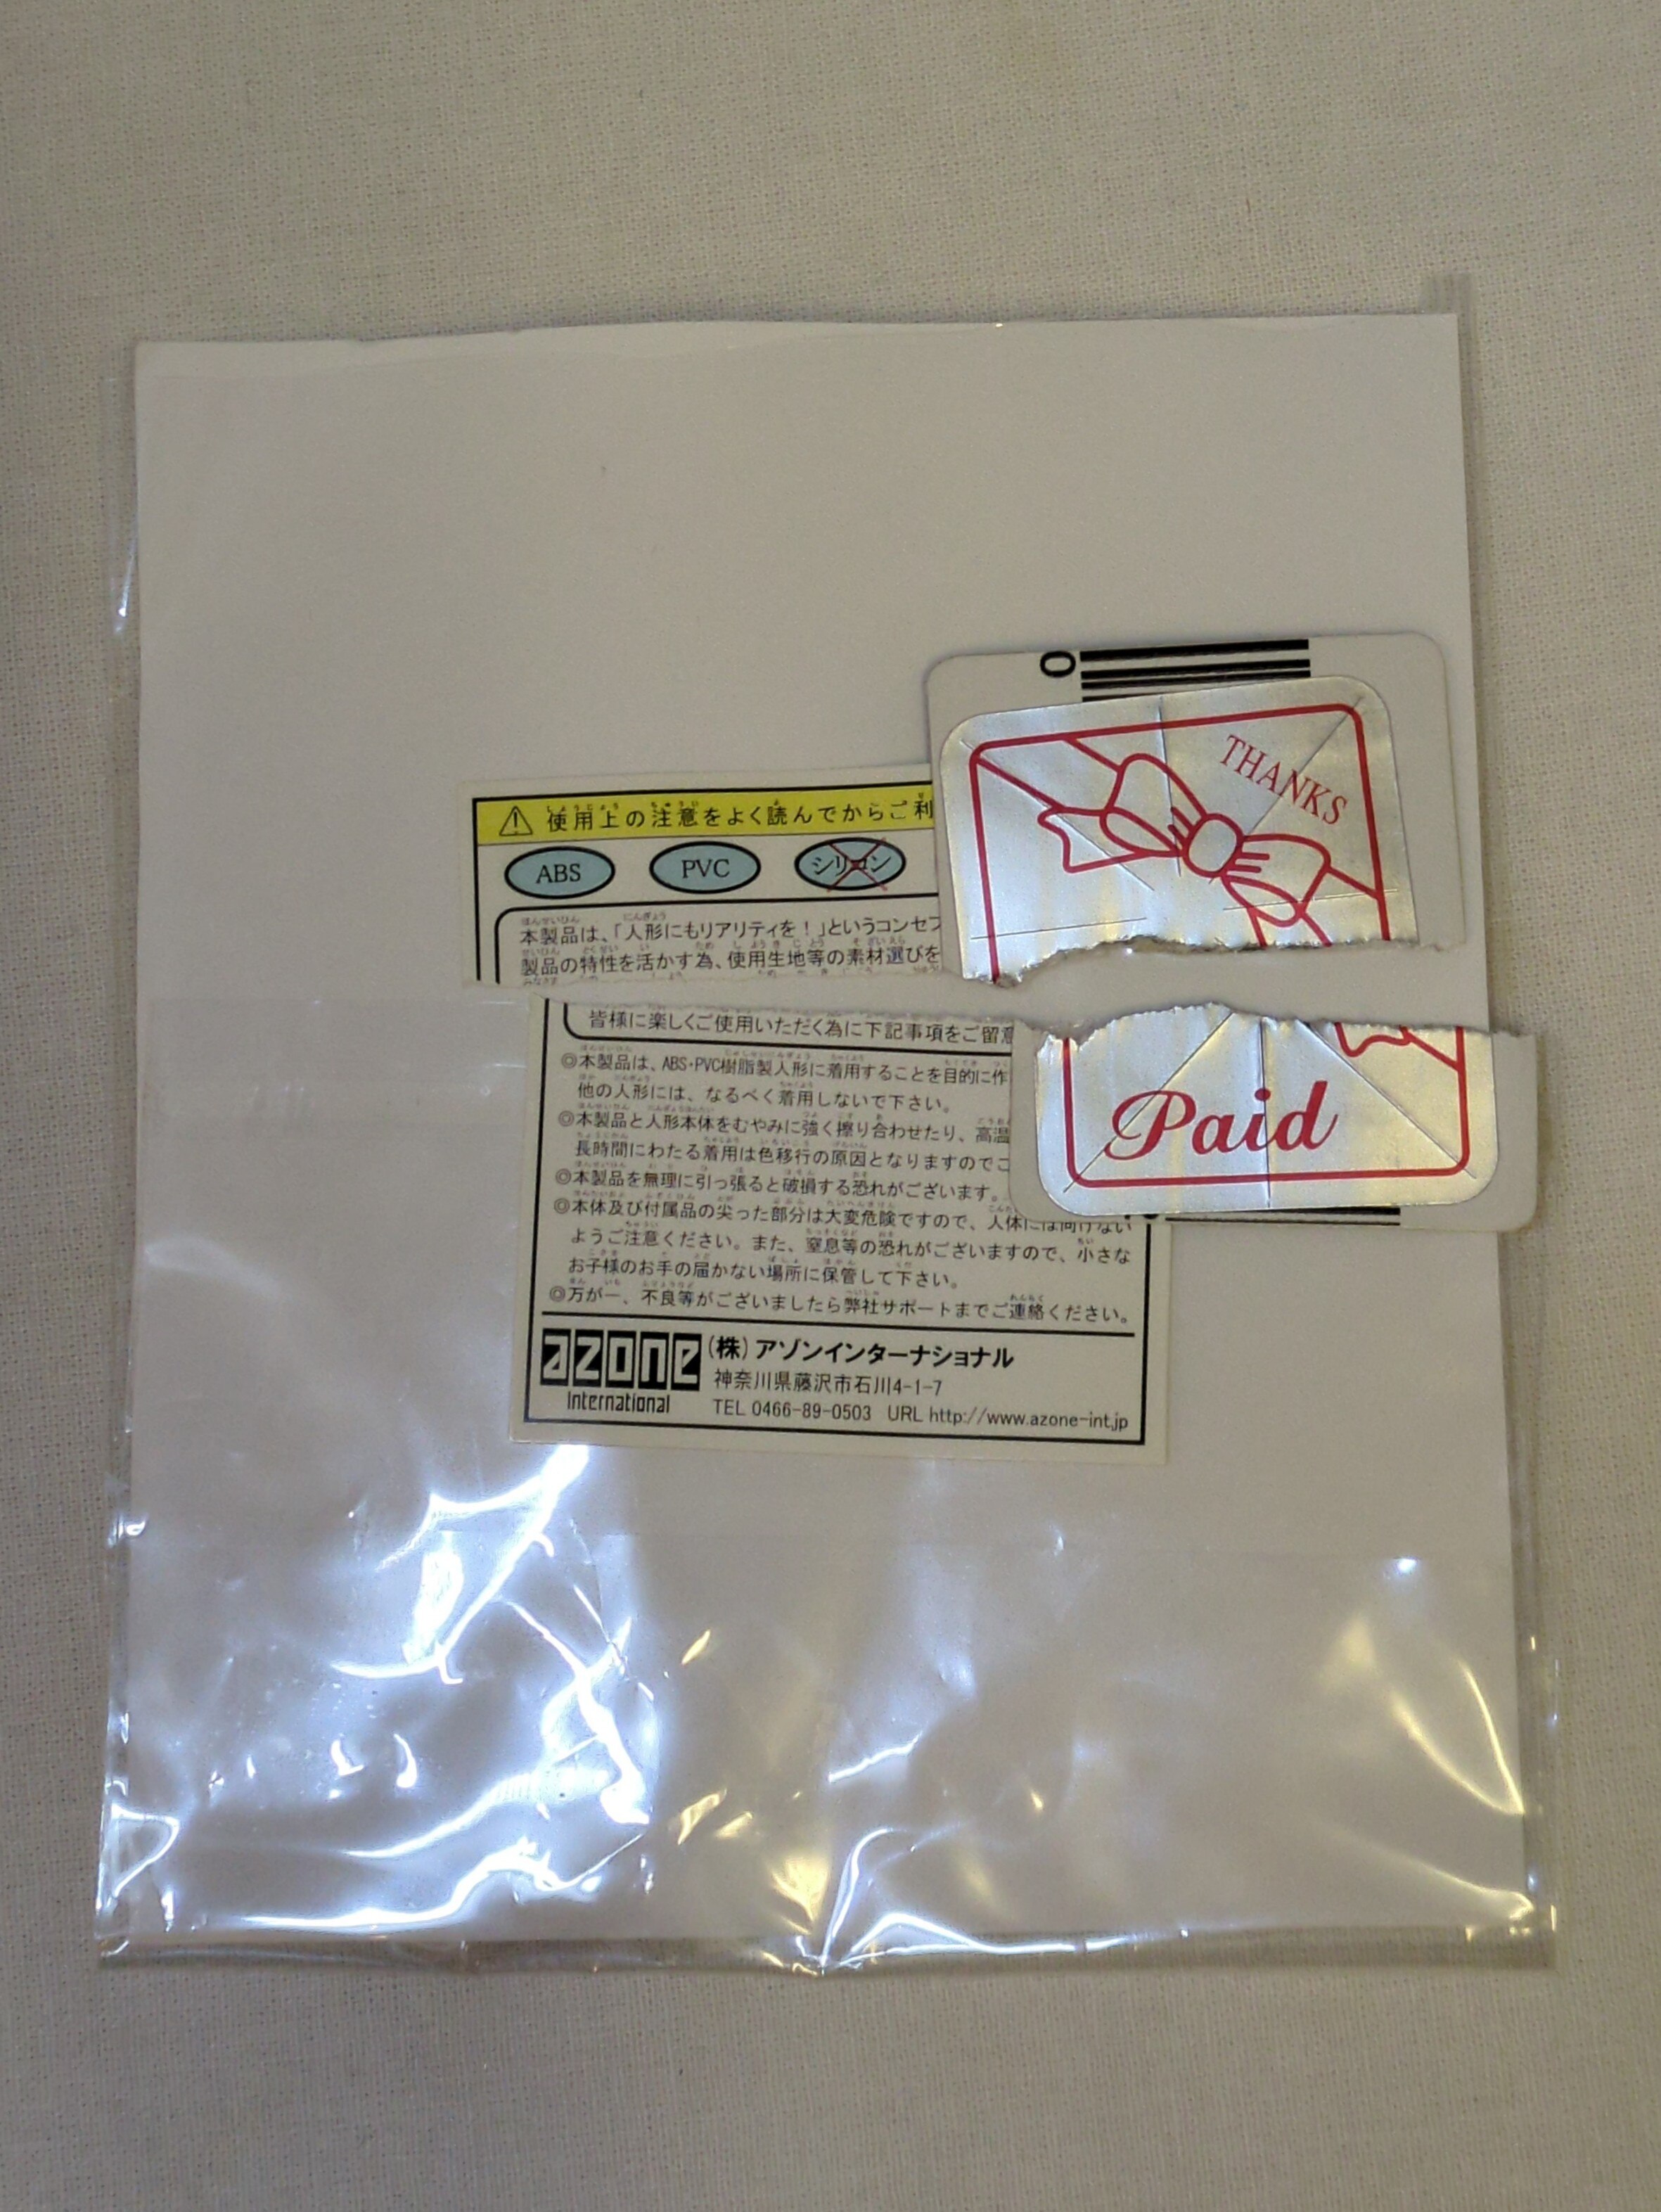 0
THANKS
使用上の注意をよく読んでからご利
ABS PVC シリコン
本製品は、「人形にもリアリティを！」というコンセプ
製品の特性を活かす為、使用生地等の素材選びを
皆様に楽しくご使用いただく為に下記事項をご留意
◎本製品は、ABS・PVC樹脂製人形に着用することを目的に作
他の人形には、なるべく着用しないで下さい。
◎本製品と人形本体をむやみに強く擦り合わせたり、高温
長時間にわたる着用は色移行の原因となりますのでご
◎本製品を無理に引っ張ると破損する恐れがございます。
◎本体及び付属品の尖った部分は大変危険ですので、人体には向けない
ようご注意ください。また、窒息等の恐れがございますので、小さな
お子様のお手の届かない場所に保管して下さい。
◎万が一、不良等がございましたら弊社サポートまでご連絡ください。
Paid
azone
International
(株)アゾンインターナショナル
神奈川県藤沢市石川4-1-7
TEL 0466-89-0503 URL http://www.azone-int.jp